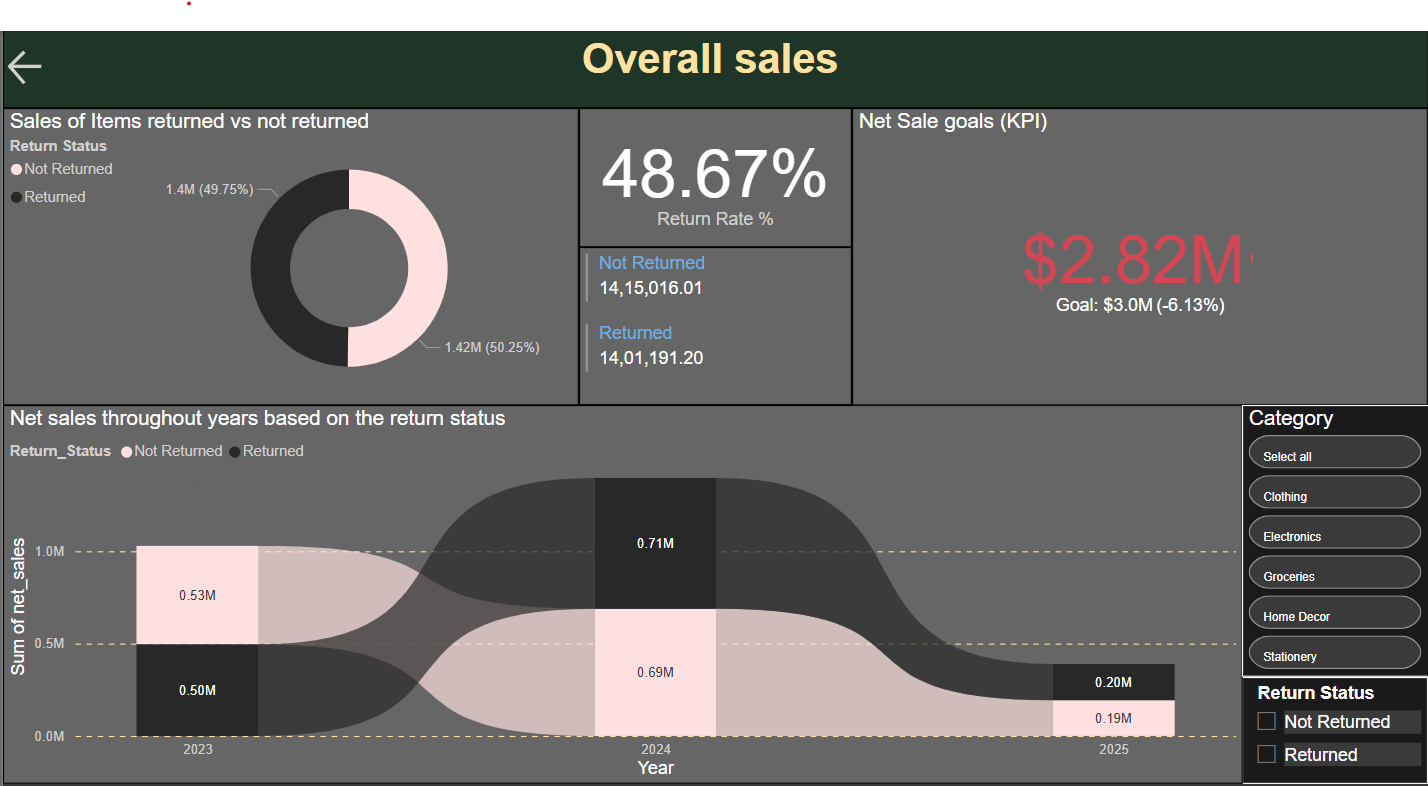 Overall sales
Sales of Items returned vs not returned
Return Status
Not Returned
Returned
1.4M (49.75%)
1.42M (50.25%)
48.67%
Return Rate %
Not Returned
14,15,016.01
Returned
14,01,191.20
Net Sale goals (KPI)
$2.82M!
Goal: $3.0M (-6.13%)
Net sales throughout years based on the return status
Return_Status Not Returned Returned
Sum of net_sales
1.0M
0.5M
0.0M
0.53M
0.50M
0.71M
0.69M
0.20M
0.19M
2023 2024 2025
Year
Category
Select all
Clothing
Electronics
Groceries
Home Decor
Stationery
Return Status
Not Returned
Returned